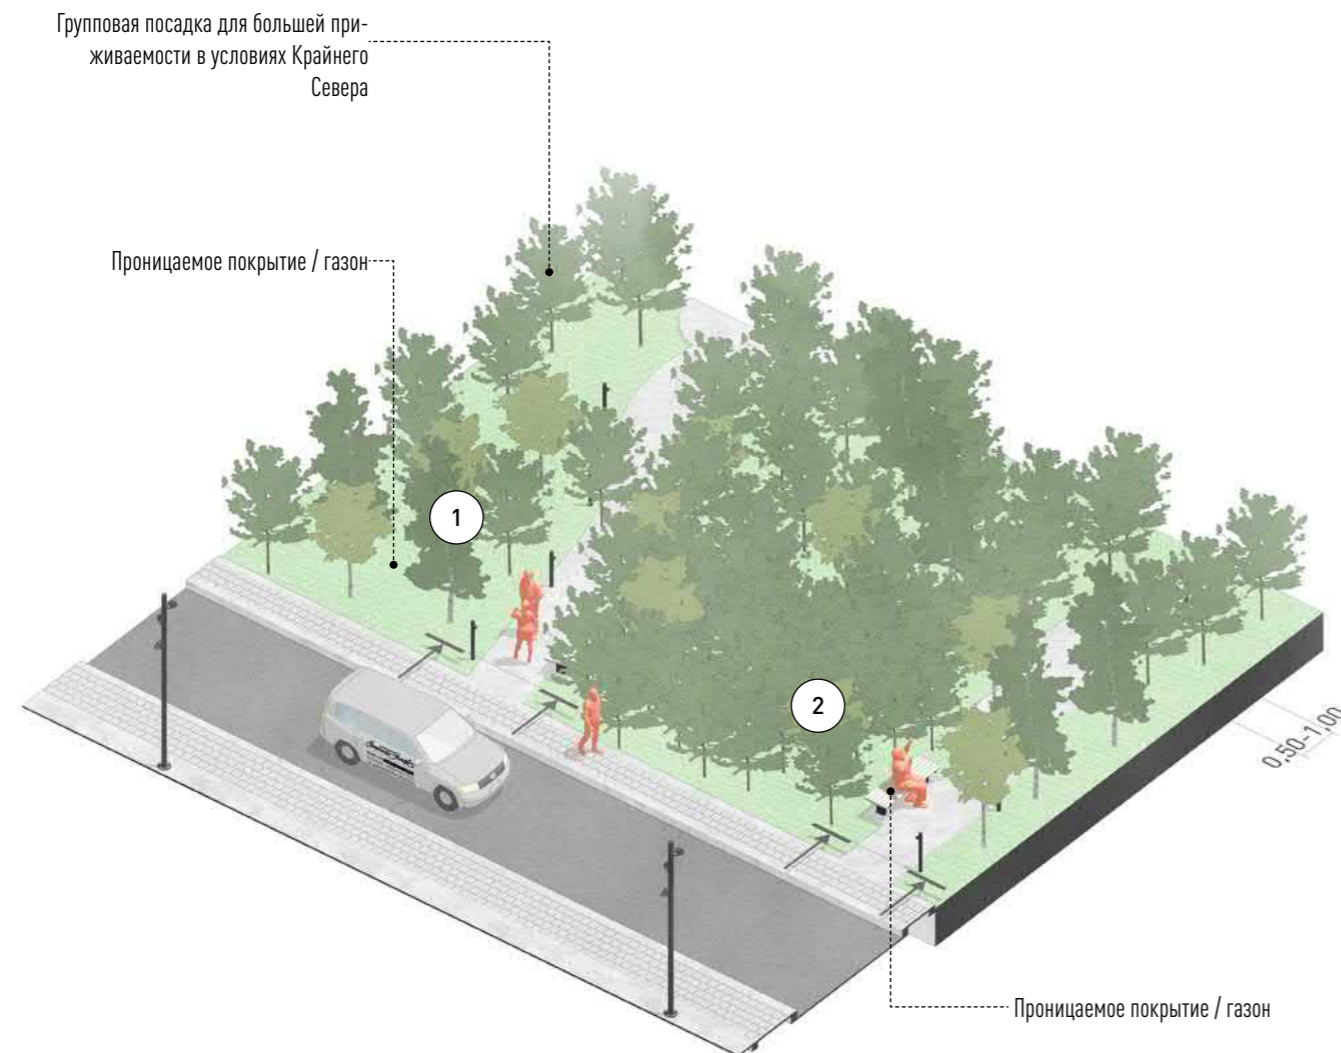 Групповая посадка для большей при-
живаемости в условиях Крайнего
Севера
Проницаемое покрытие / газон
1
2
0,50-1,00
Проницаемое покрытие / газон